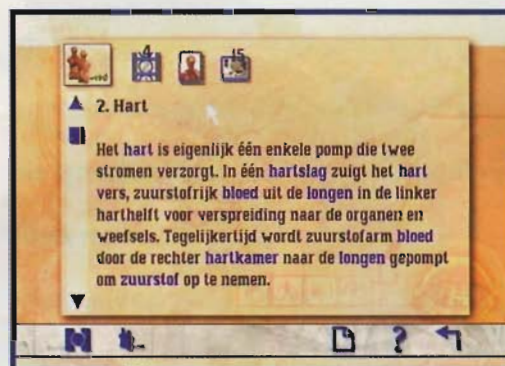 4
15
2. Hart
Het hart is eigenlijk één enkele pomp die twee
stromen verzorgt. In één hartslag zuigt het hart
vers, zuurstofrijk bloed uit de longen in de linker
harthelft voor verspreiding naar de organen en
weefsels. Tegelijkertijd wordt zuurstofarm bloed
door de rechter hartkamer naar de longen gepompt
om zuurstof op te nemen.
?